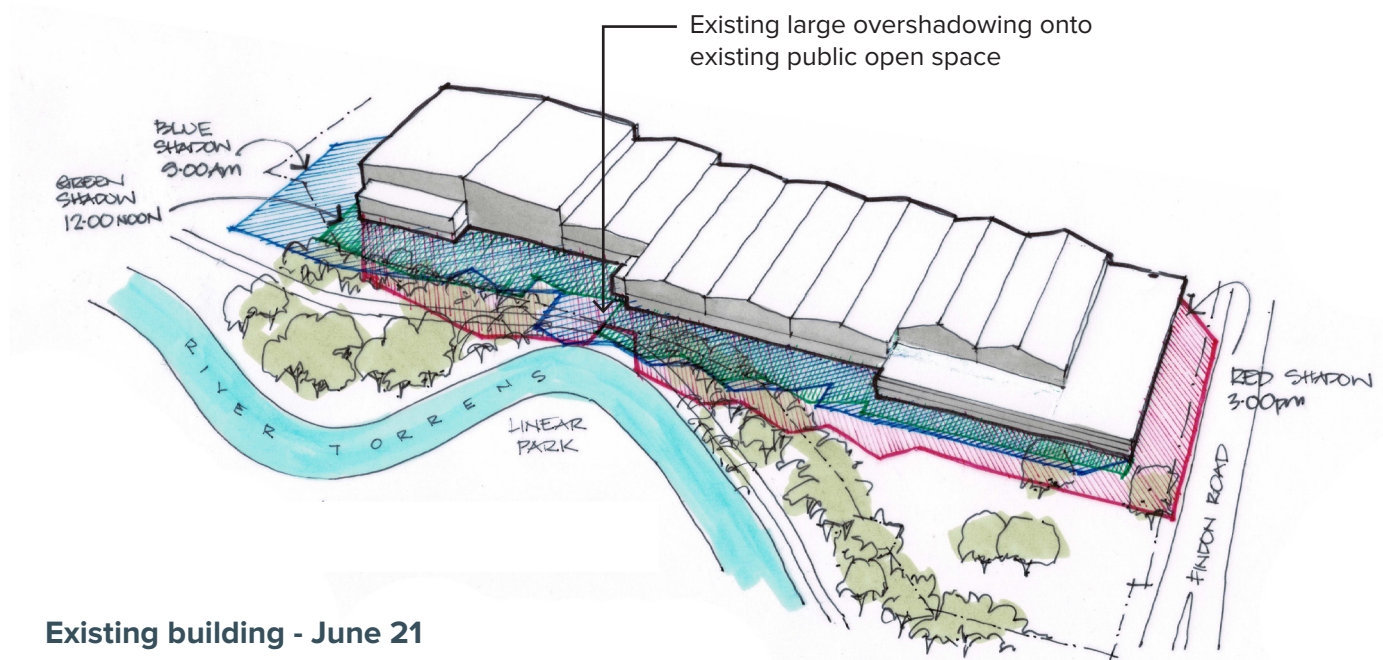 Existing large overshadowing onto
existing public open space
BLUE
SHADOW
9:00AM
GREEN
SHADOW
12:00 NOON
RED SHADOW
3:00pm
RIVER TORRENS
LINEAR
PARK
FINDON ROAD
Existing building - June 21